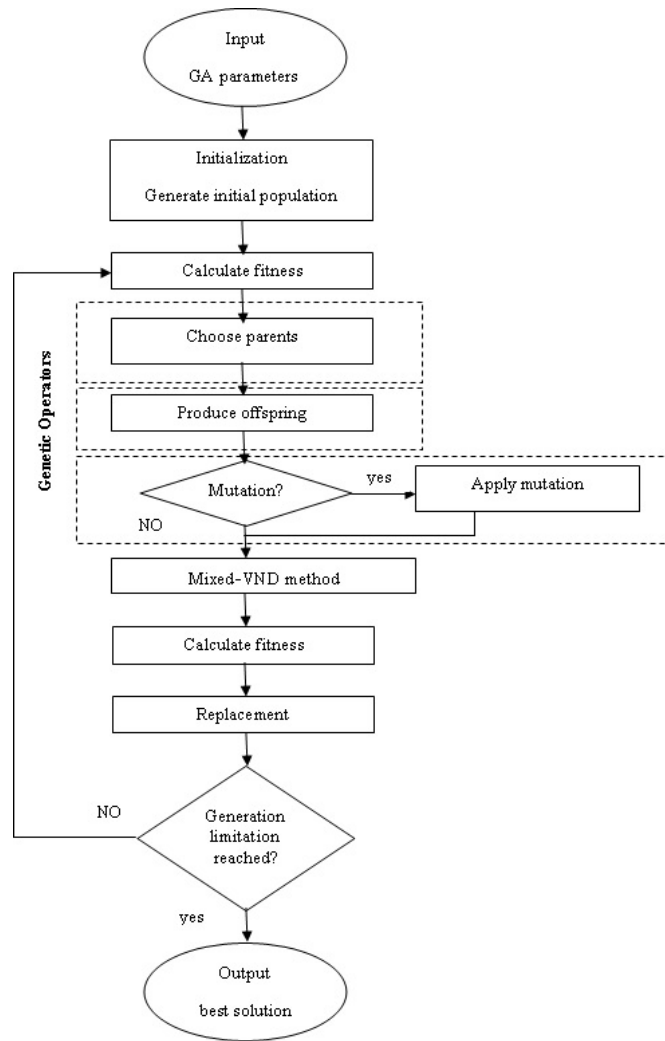 Input
GA parameters
Initialization
Generate initial population
Calculate fitness
Genetic Operators
Choose parents
Produce offspring
Mutation?
yes
Apply mutation
NO
Mixed-VND method
Calculate fitness
Replacement
NO
Generation
limitation
reached?
yes
Output
best solution